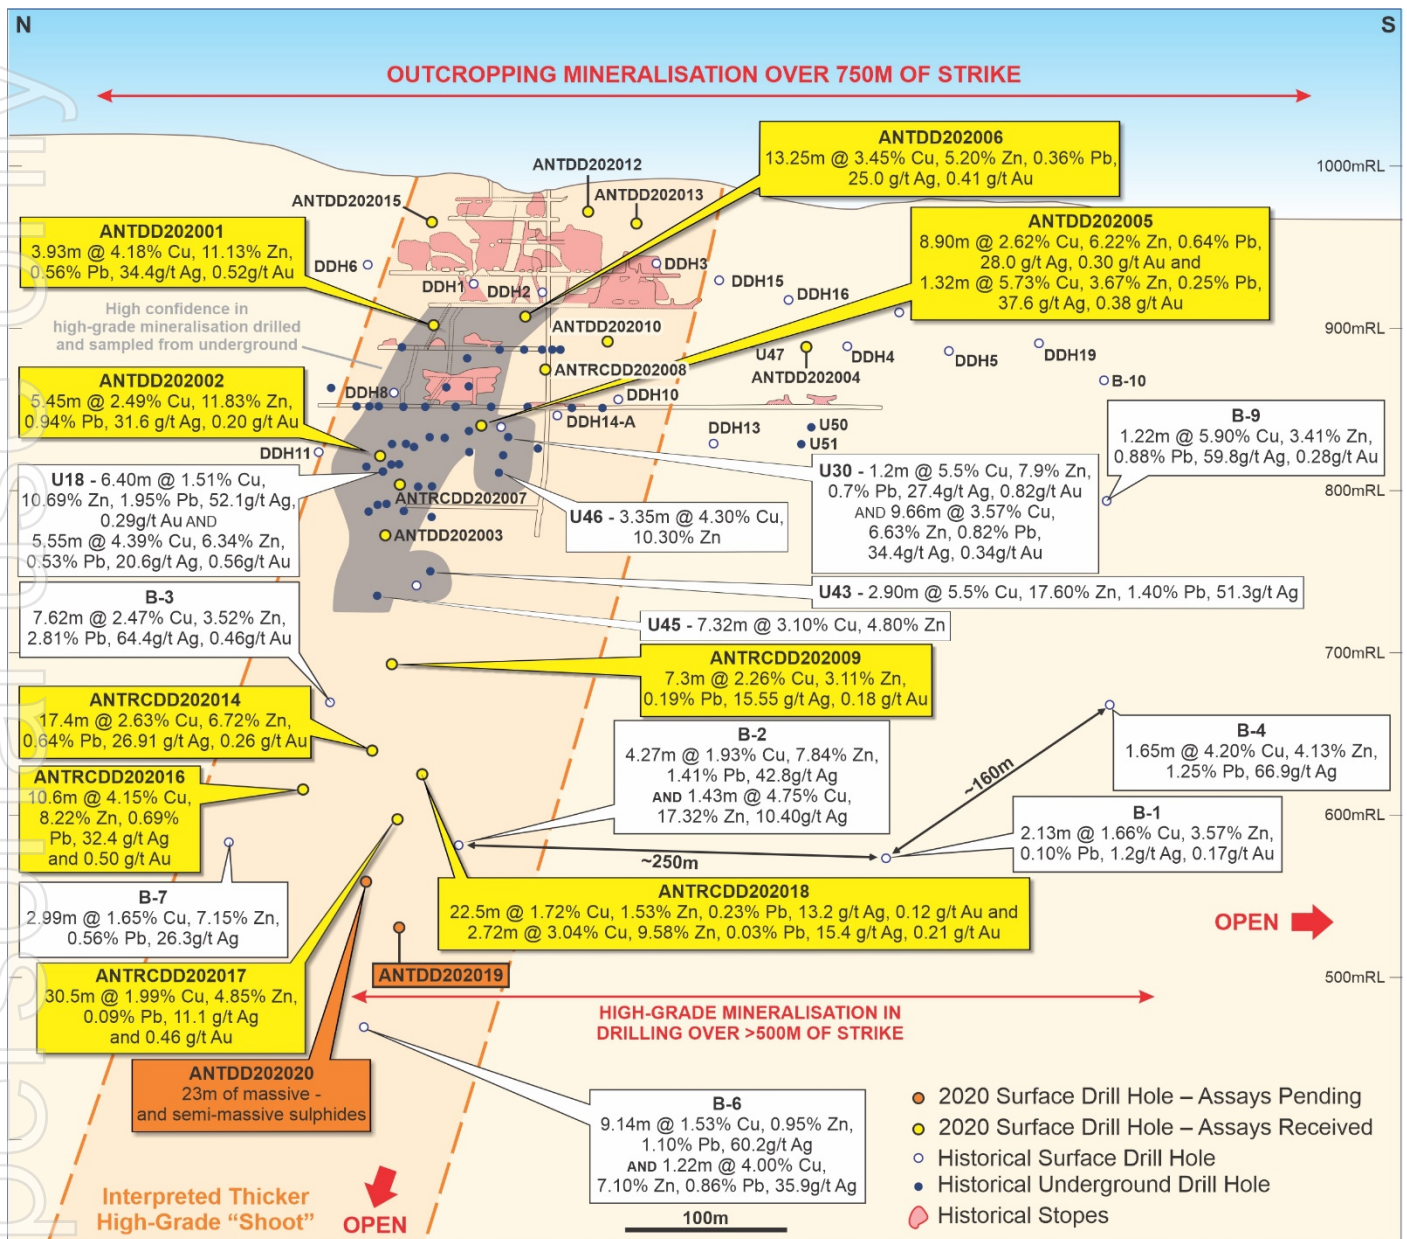 N
S
OUTCROPPING MINERALISATION OVER 750M OF STRIKE
ANTDD202006
13.25m @ 3.45% Cu, 5.20% Zn, 0.36% Pb,
25.0 g/t Ag, 0.41 g/t Au
1000mRL
ANTDD202012
ANTDD202013
ANTDD202015
ANTDD202001
3.93m @ 4.18% Cu, 11.13% Zn,
0.56% Pb, 34.4g/t Ag, 0.52g/t Au
ANTDD202005
8.90m @ 2.62% Cu, 6.22% Zn, 0.64% Pb,
28.0 g/t Ag, 0.30 g/t Au and
1.32m @ 5.73% Cu, 3.67% Zn, 0.25% Pb,
37.6 g/t Ag, 0.38 g/t Au
DDH6
DDH3
DDH1
DDH2
DDH15
DDH16
High confidence in
high-grade mineralisation drilled
and sampled from underground
900mRL
ANTDD202010
U47
ANTDD202004
DDH4
DDH5
DDH19
ANTRCDD202008
B-10
ANTDD202002
5.45m @ 2.49% Cu, 11.83% Zn,
0.94% Pb, 31.6 g/t Ag, 0.20 g/t Au
DDH8
DDH10
DDH14-A
DDH13
U50
U51
DDH11
B-9
1.22m @ 5.90% Cu, 3.41% Zn,
0.88% Pb, 59.8g/t Ag, 0.28g/t Au
800mRL
U18 - 6.40m @ 1.51% Cu,
10.69% Zn, 1.95% Pb, 52.1g/t Ag,
0.29g/t Au AND
5.55m @ 4.39% Cu, 6.34% Zn,
0.53% Pb, 20.6g/t Ag, 0.56g/t Au
ANTRCDD202007
ANTDD202003
U46 - 3.35m @ 4.30% Cu,
10.30% Zn
U30 - 1.2m @ 5.5% Cu, 7.9% Zn,
0.7% Pb, 27.4g/t Ag, 0.82g/t Au
AND 9.66m @ 3.57% Cu,
6.63% Zn, 0.82% Pb,
34.4g/t Ag, 0.34g/t Au
U43 - 2.90m @ 5.5% Cu, 17.60% Zn, 1.40% Pb, 51.3g/t Ag
U45 - 7.32m @ 3.10% Cu, 4.80% Zn
B-3
7.62m @ 2.47% Cu, 3.52% Zn,
2.81% Pb, 64.4g/t Ag, 0.46g/t Au
700mRL
ANTRCDD202009
7.3m @ 2.26% Cu, 3.11% Zn,
0.19% Pb, 15.55 g/t Ag, 0.18 g/t Au
ANTRCDD202014
17.4m @ 2.63% Cu, 6.72% Zn,
0.64% Pb, 26.91 g/t Ag, 0.26 g/t Au
B-2
4.27m @ 1.93% Cu, 7.84% Zn,
1.41% Pb, 42.8g/t Ag
AND 1.43m @ 4.75% Cu,
17.32% Zn, 10.40g/t Ag
B-4
1.65m @ 4.20% Cu, 4.13% Zn,
1.25% Pb, 66.9g/t Ag
~160m
ANTRCDD202016
10.6m @ 4.15% Cu,
8.22% Zn, 0.69%
Pb, 32.4 g/t Ag
and 0.50 g/t Au
600mRL
B-1
2.13m @ 1.66% Cu, 3.57% Zn,
0.10% Pb, 1.2g/t Ag, 0.17g/t Au
~250m
B-7
2.99m @ 1.65% Cu, 7.15% Zn,
0.56% Pb, 26.3g/t Ag
ANTRCDD202018
22.5m @ 1.72% Cu, 1.53% Zn, 0.23% Pb, 13.2 g/t Ag, 0.12 g/t Au and
2.72m @ 3.04% Cu, 9.58% Zn, 0.03% Pb, 15.4 g/t Ag, 0.21 g/t Au
OPEN
ANTDD202019
500mRL
ANTRCDD202017
30.5m @ 1.99% Cu, 4.85% Zn,
0.09% Pb, 11.1 g/t Ag
and 0.46 g/t Au
HIGH-GRADE MINERALISATION IN
DRILLING OVER >500M OF STRIKE
ANTDD202020
23m of massive -
and semi-massive sulphides
B-6
9.14m @ 1.53% Cu, 0.95% Zn,
1.10% Pb, 60.2g/t Ag
AND 1.22m @ 4.00% Cu,
7.10% Zn, 0.86% Pb, 35.9g/t Ag
2020 Surface Drill Hole – Assays Pending
2020 Surface Drill Hole – Assays Received
Historical Surface Drill Hole
Historical Underground Drill Hole
Historical Stopes
Interpreted Thicker
High-Grade “Shoot”
OPEN
100m